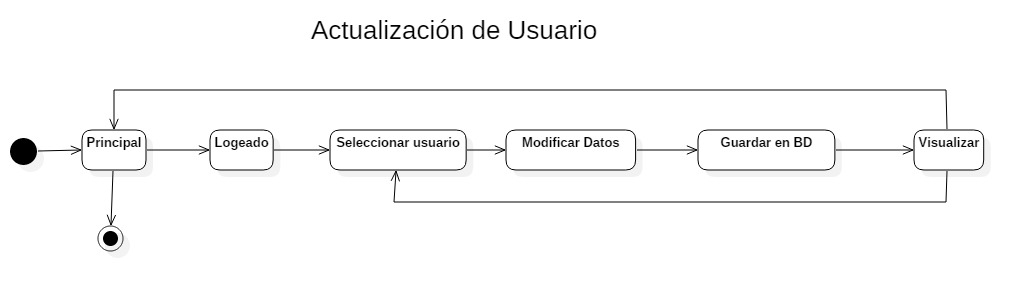 Actualización de Usuario
Principal
Logeado
Seleccionar usuario
Modificar Datos
Guardar en BD
Visualizar